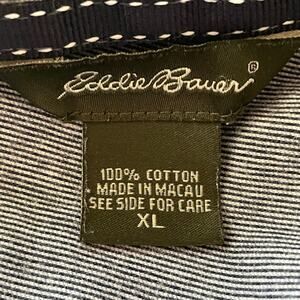 Eddie Bauer®
100% COTTON
MADE IN MACAU
SEE SIDE FOR CARE
XL